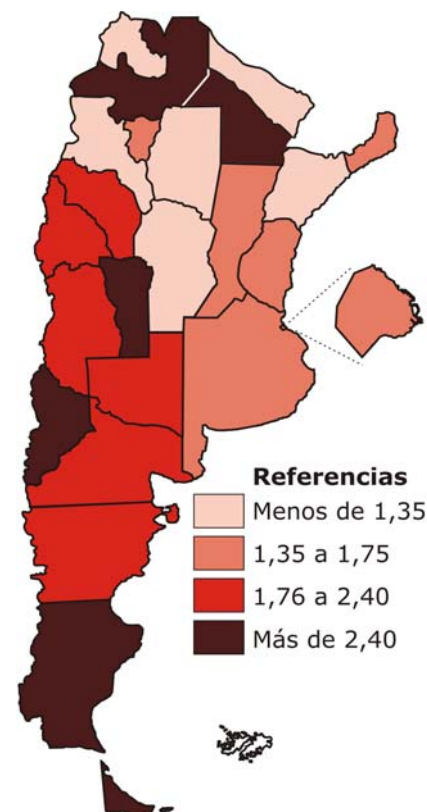 Referencias
Menos de 1,35
1,35 a 1,75
1,76 a 2,40
Más de 2,40